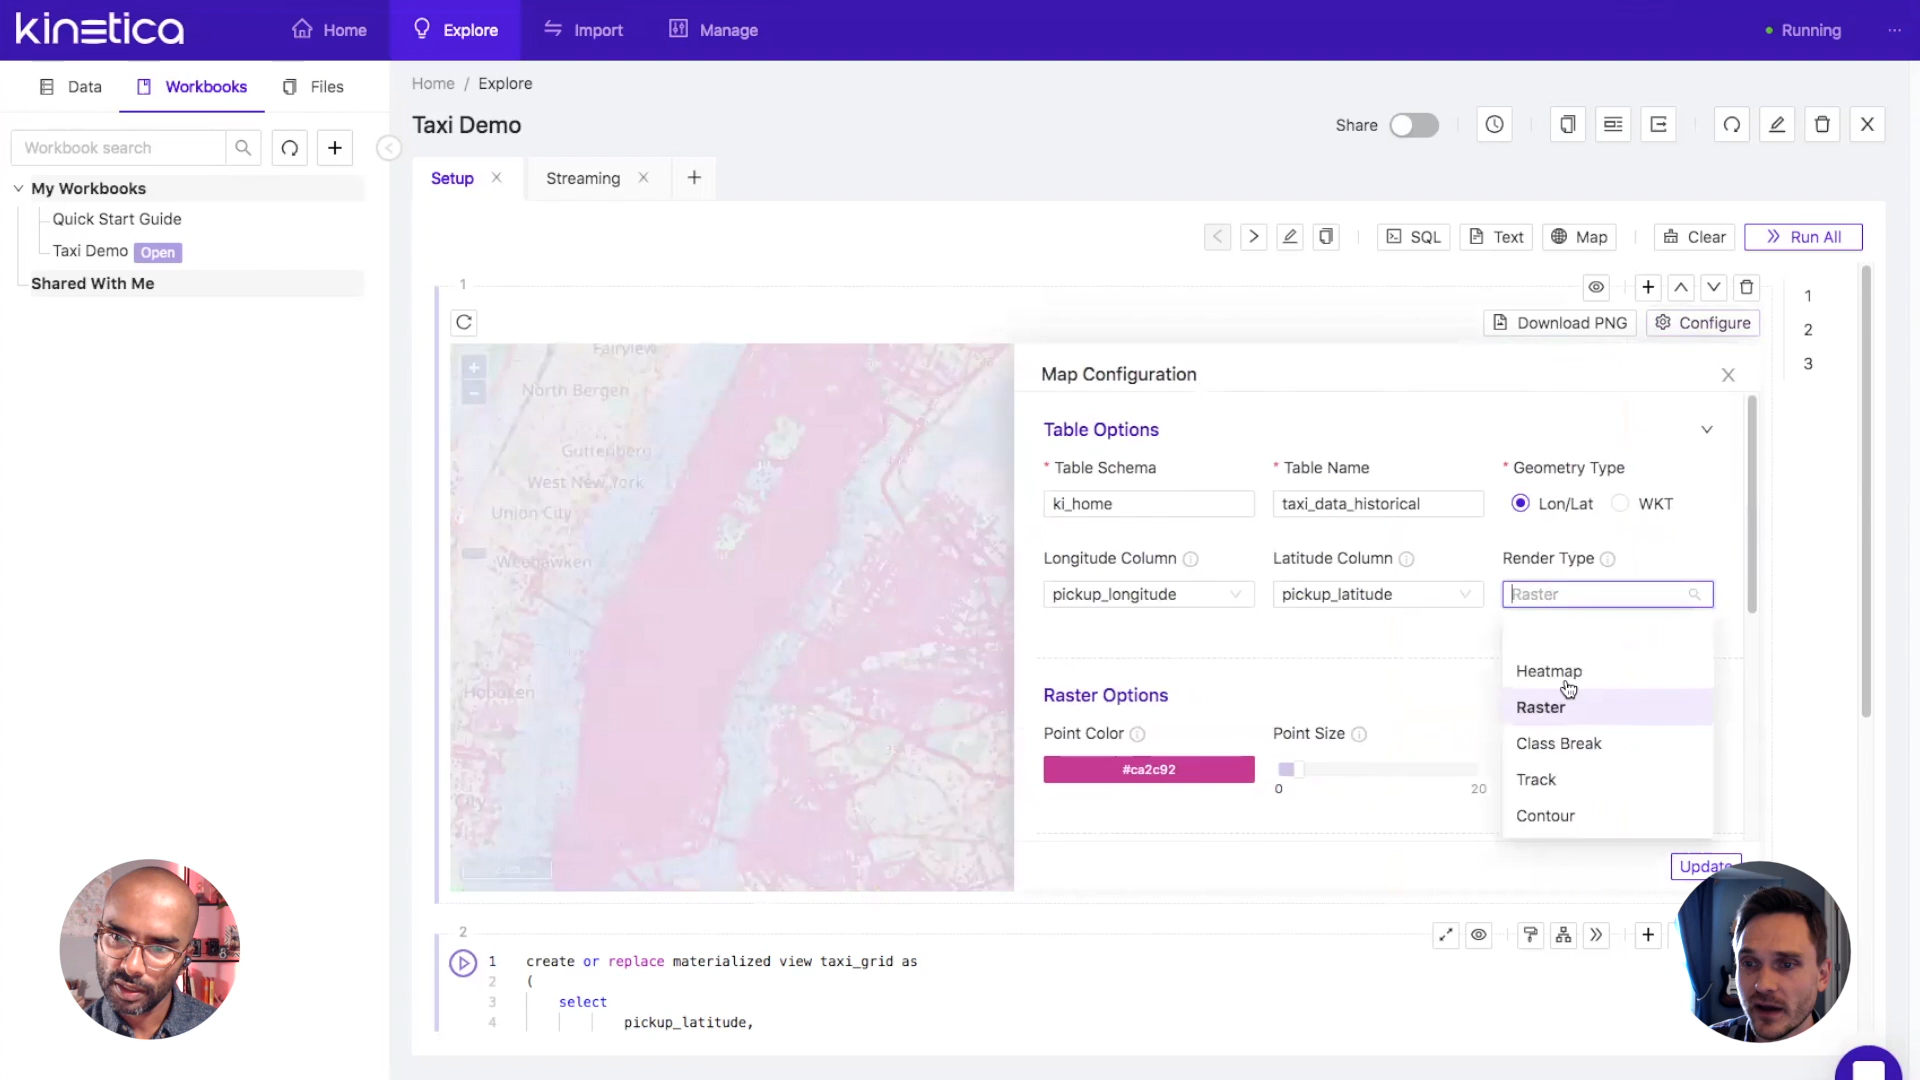 kinetica
Home
Explore
Import
Manage
Running
Data
Workbooks
Files
Home / Explore
Taxi Demo
Share
Workbook search
My Workbooks
Quick Start Guide
Taxi Demo Open
Shared With Me
Setup
Streaming
SQL
Text
Map
Clear
Run All
1
1
2
3
Download PNG
Configure
Fairview
North Bergen
Guttenberg
West New York
Union City
Weehawken
Hoboken
City
Map Configuration
Table Options
* Table Schema
* Table Name
* Geometry Type
ki_home
taxi_data_historical
Lon/Lat
WKT
Longitude Column
Latitude Column
Render Type
pickup_longitude
pickup_latitude
Raster
Heatmap
Raster
Class Break
Track
Contour
Raster Options
Point Color
Point Size
#ca2c92
0
20
Update
2
1 create or replace materialized view taxi_grid as
2 (
3 select
4 pickup_latitude,